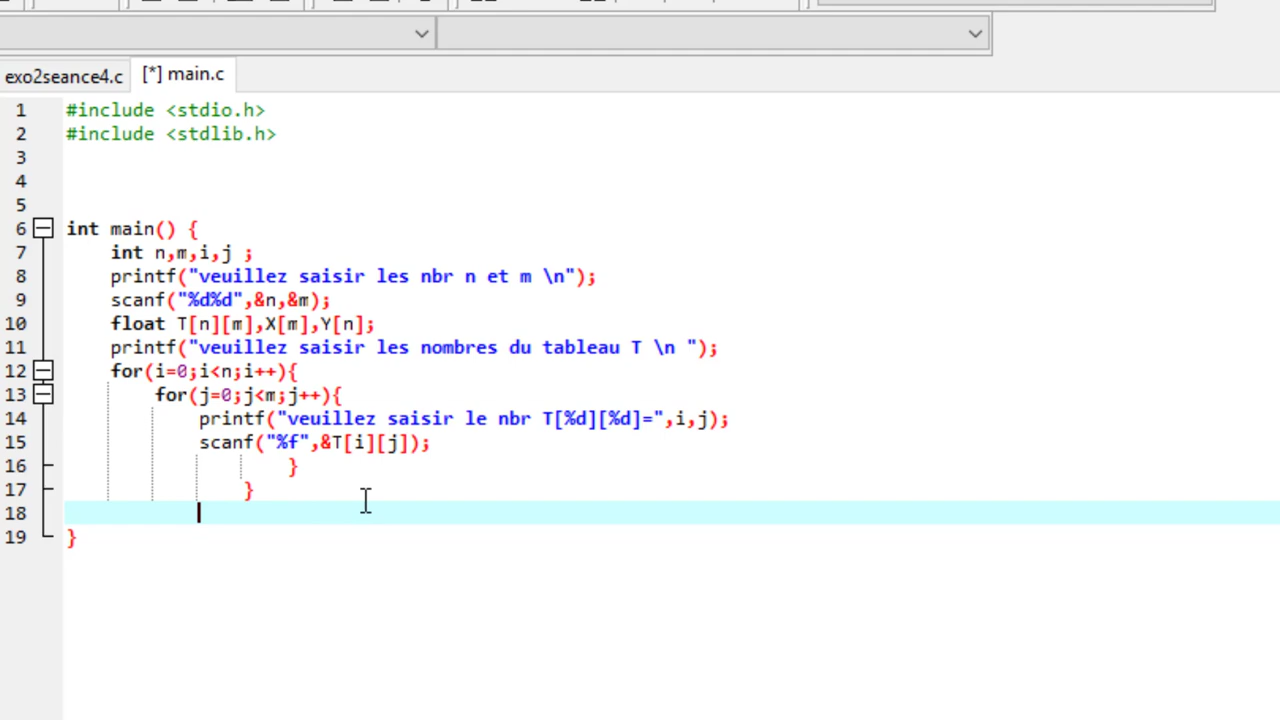 exo2seance4.c [*] main.c
1 #include <stdio.h>
2 #include <stdlib.h>
3
4
5
6 int main() {
7 int n,m,i,j ;
8 printf("veuillez saisir les nbr n et m \n");
9 scanf("%d%d",&n,&m);
10 float T[n][m],X[m],Y[n];
11 printf("veuillez saisir les nombres du tableau T \n ");
12 for(i=0;i<n;i++){
13 for(j=0;j<m;j++){
14 printf("veuillez saisir le nbr T[%d][%d]=",i,j);
15 scanf("%f",&T[i][j]);
16 }
17 }
18
19 }